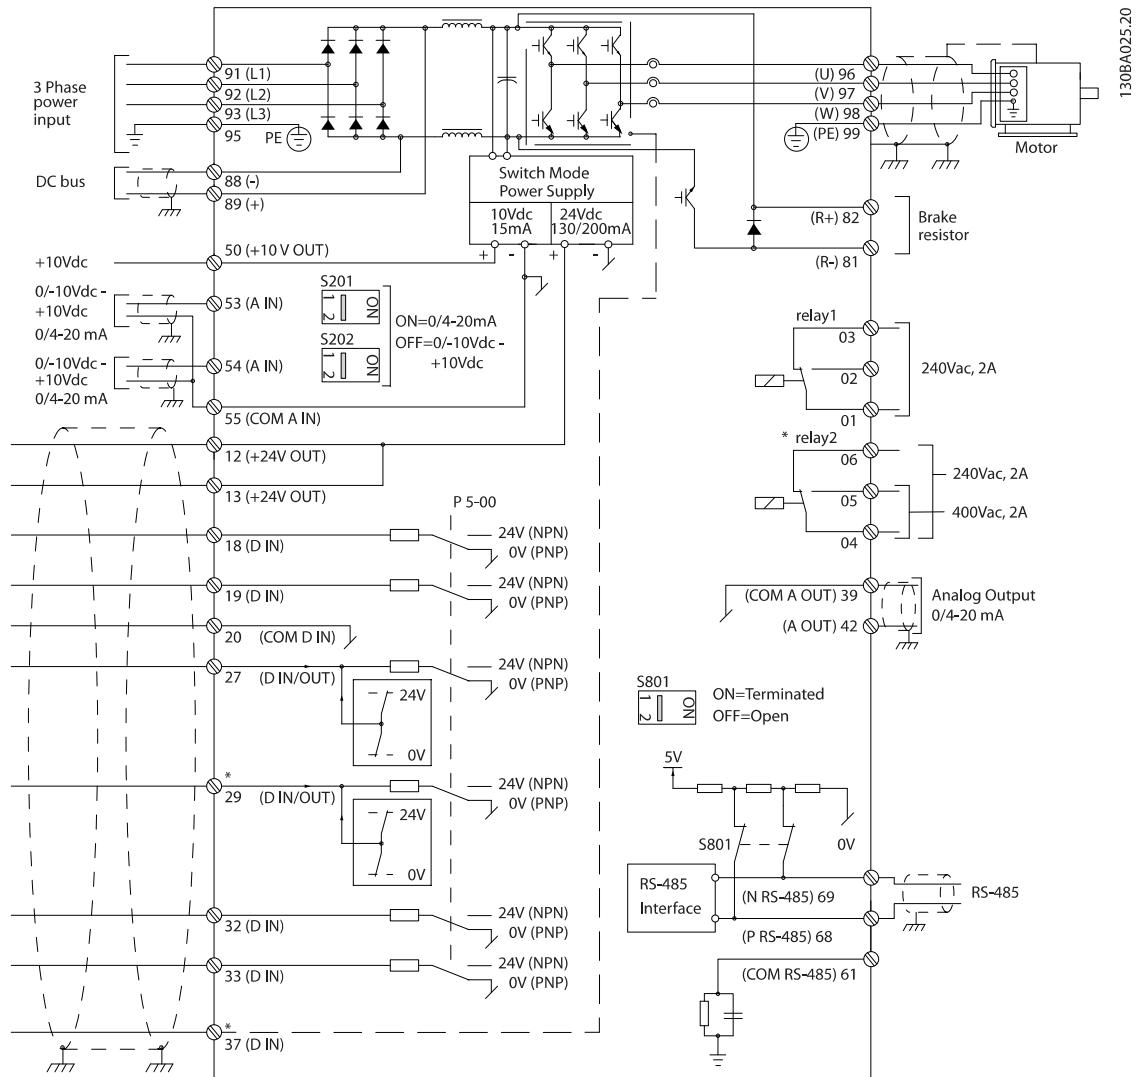 130BA025.20
3 Phase
power
input
91 (L1)
92 (L2)
93 (L3)
95
PE
DC bus
88 (-)
89 (+)
Switch Mode
Power Supply
10Vdc
15mA
24Vdc
130/200mA
+ - + -
(U) 96
(V) 97
(W) 98
(PE) 99
Motor
(R+) 82
(R-) 81
Brake
resistor
+10Vdc
50 (+10 V OUT)
0/-10Vdc -
+10Vdc
0/4-20 mA
53 (A IN)
0/-10Vdc -
+10Vdc
0/4-20 mA
54 (A IN)
55 (COM A IN)
S201
1 2
ON
S202
1 2
ON
ON=0/4-20mA
OFF=0/-10Vdc -
+10Vdc
relay1
03
02
01
240Vac, 2A
* relay2
06
05
04
240Vac, 2A
400Vac, 2A
12 (+24V OUT)
13 (+24V OUT)
P 5-00
18 (D IN)
24V (NPN)
0V (PNP)
19 (D IN)
24V (NPN)
0V (PNP)
20 (COM D IN)
27 (D IN/OUT)
24V (NPN)
0V (PNP)
24V
0V
*
29 (D IN/OUT)
24V (NPN)
0V (PNP)
24V
0V
32 (D IN)
24V (NPN)
0V (PNP)
33 (D IN)
24V (NPN)
0V (PNP)
*
37 (D IN)
(COM A OUT) 39
(A OUT) 42
Analog Output
0/4-20 mA
S801
1 2
ON
ON=Terminated
OFF=Open
5V
S801
0V
RS-485
Interface
(N RS-485) 69
(P RS-485) 68
(COM RS-485) 61
RS-485